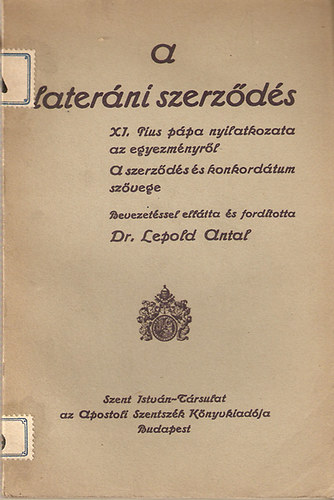 a
lateráni szerződés
XI. Pius pápa nyilatkozata
az egyezményről
A szerződés és konkordátum
szövege
Bevezetéssel ellátta és fordította
Dr. Lepold Antal
Szent István-Társulat
az Apostoli Szentszék Könyvkiadója
Budapest